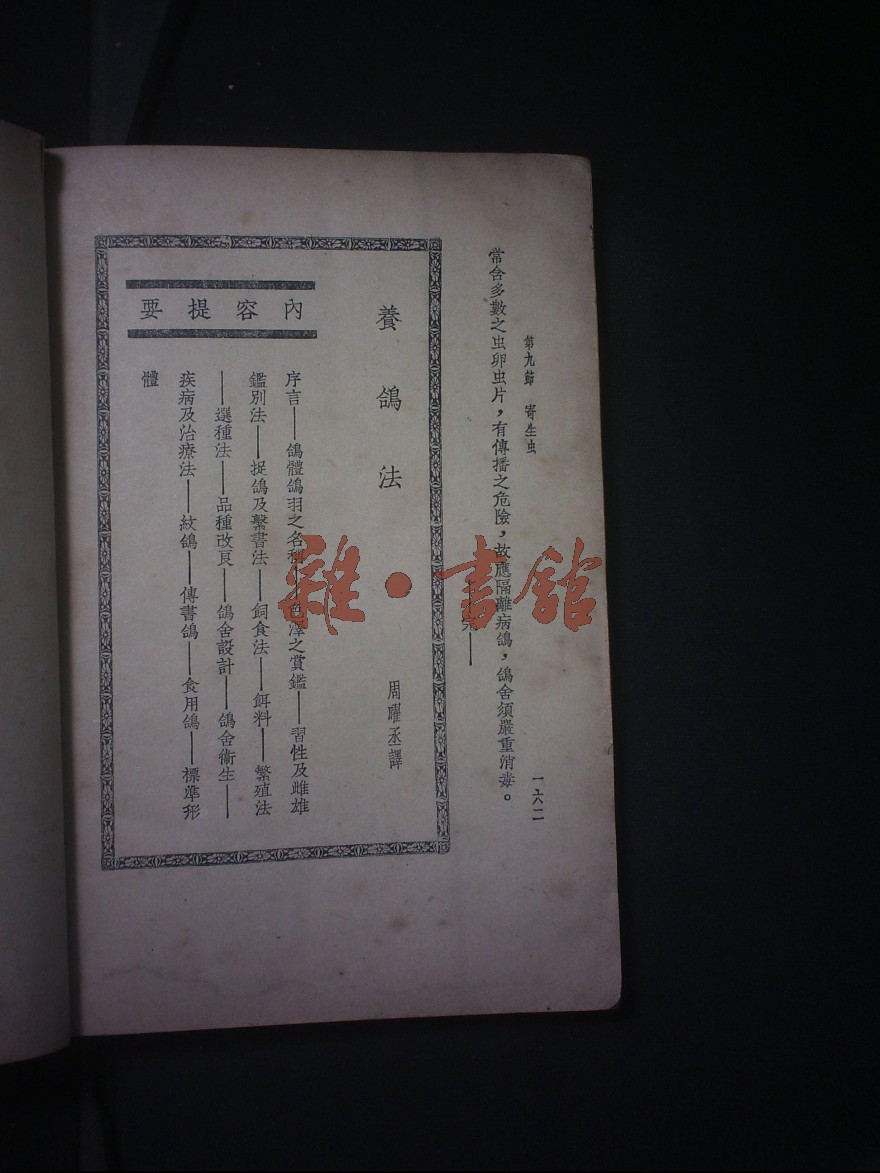 第九節　寄生虫
一六二
常含多數之虫卵虫片，有傳播之危險，故應隔離病鴿，鴿舍須嚴重消毒。
——完——
養鴿法
周曜丞譯
內容提要
序言——鴿體鴿羽之名稱——色澤之賞鑑——習性及雌雄
鑑別法——捉鴿及繫書法——飼食法——餌料——繁殖法
——選種法——品種改良——鴿舍設計——鴿舍衞生——
疾病及治療法——紋鴿——傳書鴿——食用鴿——標準形
體
雜·書館